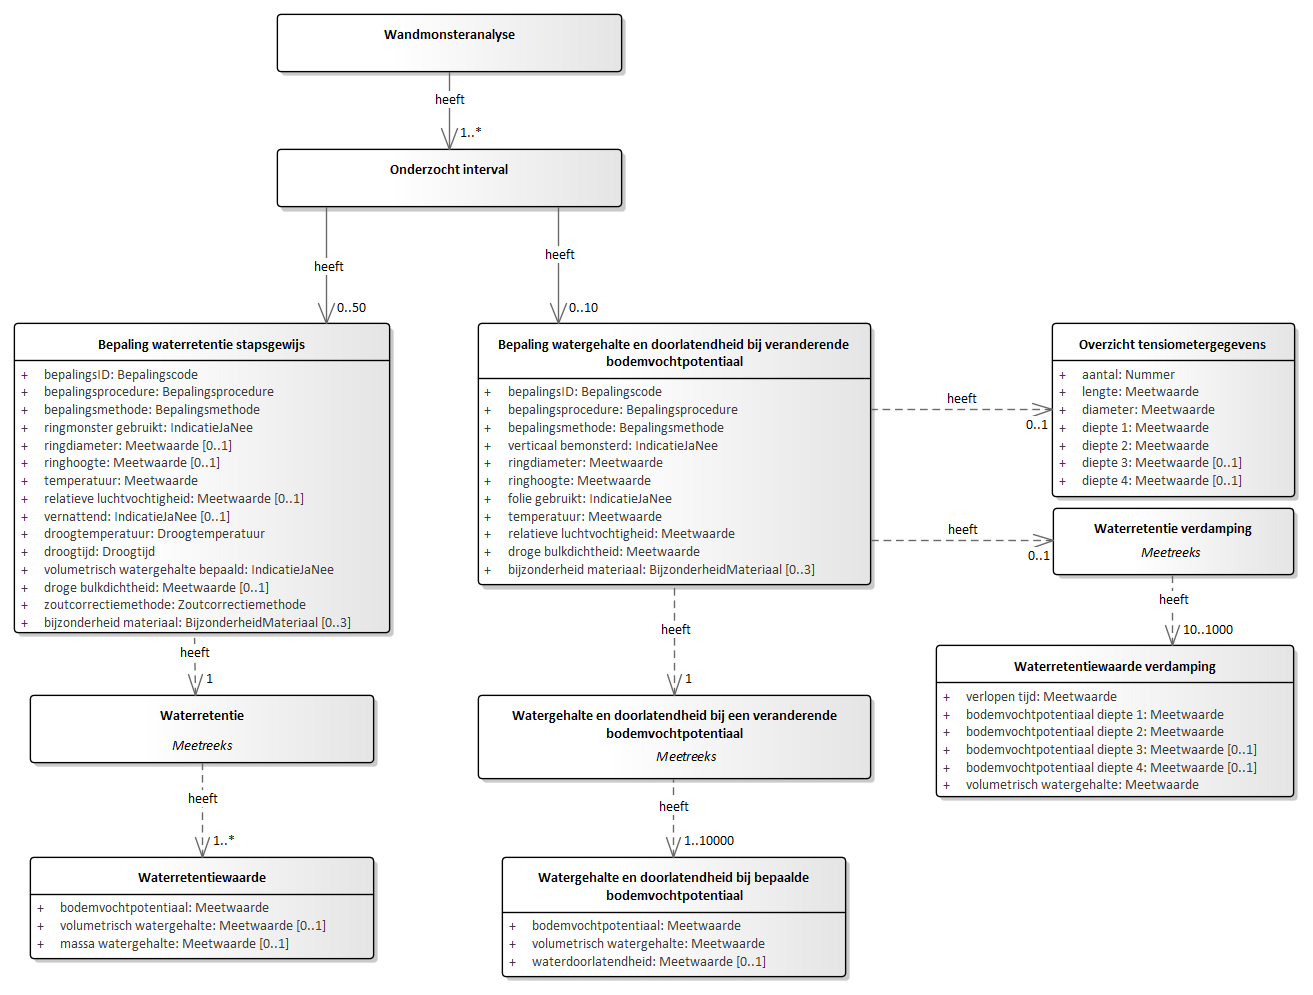 Wandmonsteranalyse
heeft
1..*
Onderzocht interval
heeft
0..50
heeft
0..10
Bepaling waterretentie stapsgewijs
+ bepalingsID: Bepalingscode
+ bepalingsprocedure: Bepalingsprocedure
+ bepalingsmethode: Bepalingsmethode
+ ringmonster gebruikt: IndicatieJaNee
+ ringdiameter: Meetwaarde [0..1]
+ ringhoogte: Meetwaarde [0..1]
+ temperatuur: Meetwaarde
+ relatieve luchtvochtigheid: Meetwaarde [0..1]
+ vernattend: IndicatieJaNee [0..1]
+ droogtemperatuur: Droogtemperatuur
+ droogtijd: Droogtijd
+ volumetrisch watergehalte bepaald: IndicatieJaNee
+ droge bulkdichtheid: Meetwaarde [0..1]
+ zoutcorrectiemethode: Zoutcorrectiemethode
+ bijzonderheid materiaal: BijzonderheidMateriaal [0..3]
heeft
1
Waterretentie
Meetreeks
heeft
1..*
Waterretentiewaarde
+ bodemvochtpotentiaal: Meetwaarde
+ volumetrisch watergehalte: Meetwaarde [0..1]
+ massa watergehalte: Meetwaarde [0..1]
Bepaling watergehalte en doorlatendheid bij veranderende
bodemvochtpotentiaal
+ bepalingsID: Bepalingscode
+ bepalingsprocedure: Bepalingsprocedure
+ bepalingsmethode: Bepalingsmethode
+ verticaal bemonsterd: IndicatieJaNee
+ ringdiameter: Meetwaarde
+ ringhoogte: Meetwaarde
+ folie gebruikt: IndicatieJaNee
+ temperatuur: Meetwaarde
+ relatieve luchtvochtigheid: Meetwaarde
+ droge bulkdichtheid: Meetwaarde
+ bijzonderheid materiaal: BijzonderheidMateriaal [0..3]
heeft
1
Watergehalte en doorlatendheid bij een veranderende
bodemvochtpotentiaal
Meetreeks
heeft
1..10000
Watergehalte en doorlatendheid bij bepaalde
bodemvochtpotentiaal
+ bodemvochtpotentiaal: Meetwaarde
+ volumetrisch watergehalte: Meetwaarde
+ waterdoorlatendheid: Meetwaarde [0..1]
heeft
0..1
Overzicht tensiometergegevens
+ aantal: Nummer
+ lengte: Meetwaarde
+ diameter: Meetwaarde
+ diepte 1: Meetwaarde
+ diepte 2: Meetwaarde
+ diepte 3: Meetwaarde [0..1]
+ diepte 4: Meetwaarde [0..1]
heeft
0..1
Waterretentie verdamping
Meetreeks
heeft
10..1000
Waterretentiewaarde verdamping
+ verlopen tijd: Meetwaarde
+ bodemvochtpotentiaal diepte 1: Meetwaarde
+ bodemvochtpotentiaal diepte 2: Meetwaarde
+ bodemvochtpotentiaal diepte 3: Meetwaarde [0..1]
+ bodemvochtpotentiaal diepte 4: Meetwaarde [0..1]
+ volumetrisch watergehalte: Meetwaarde